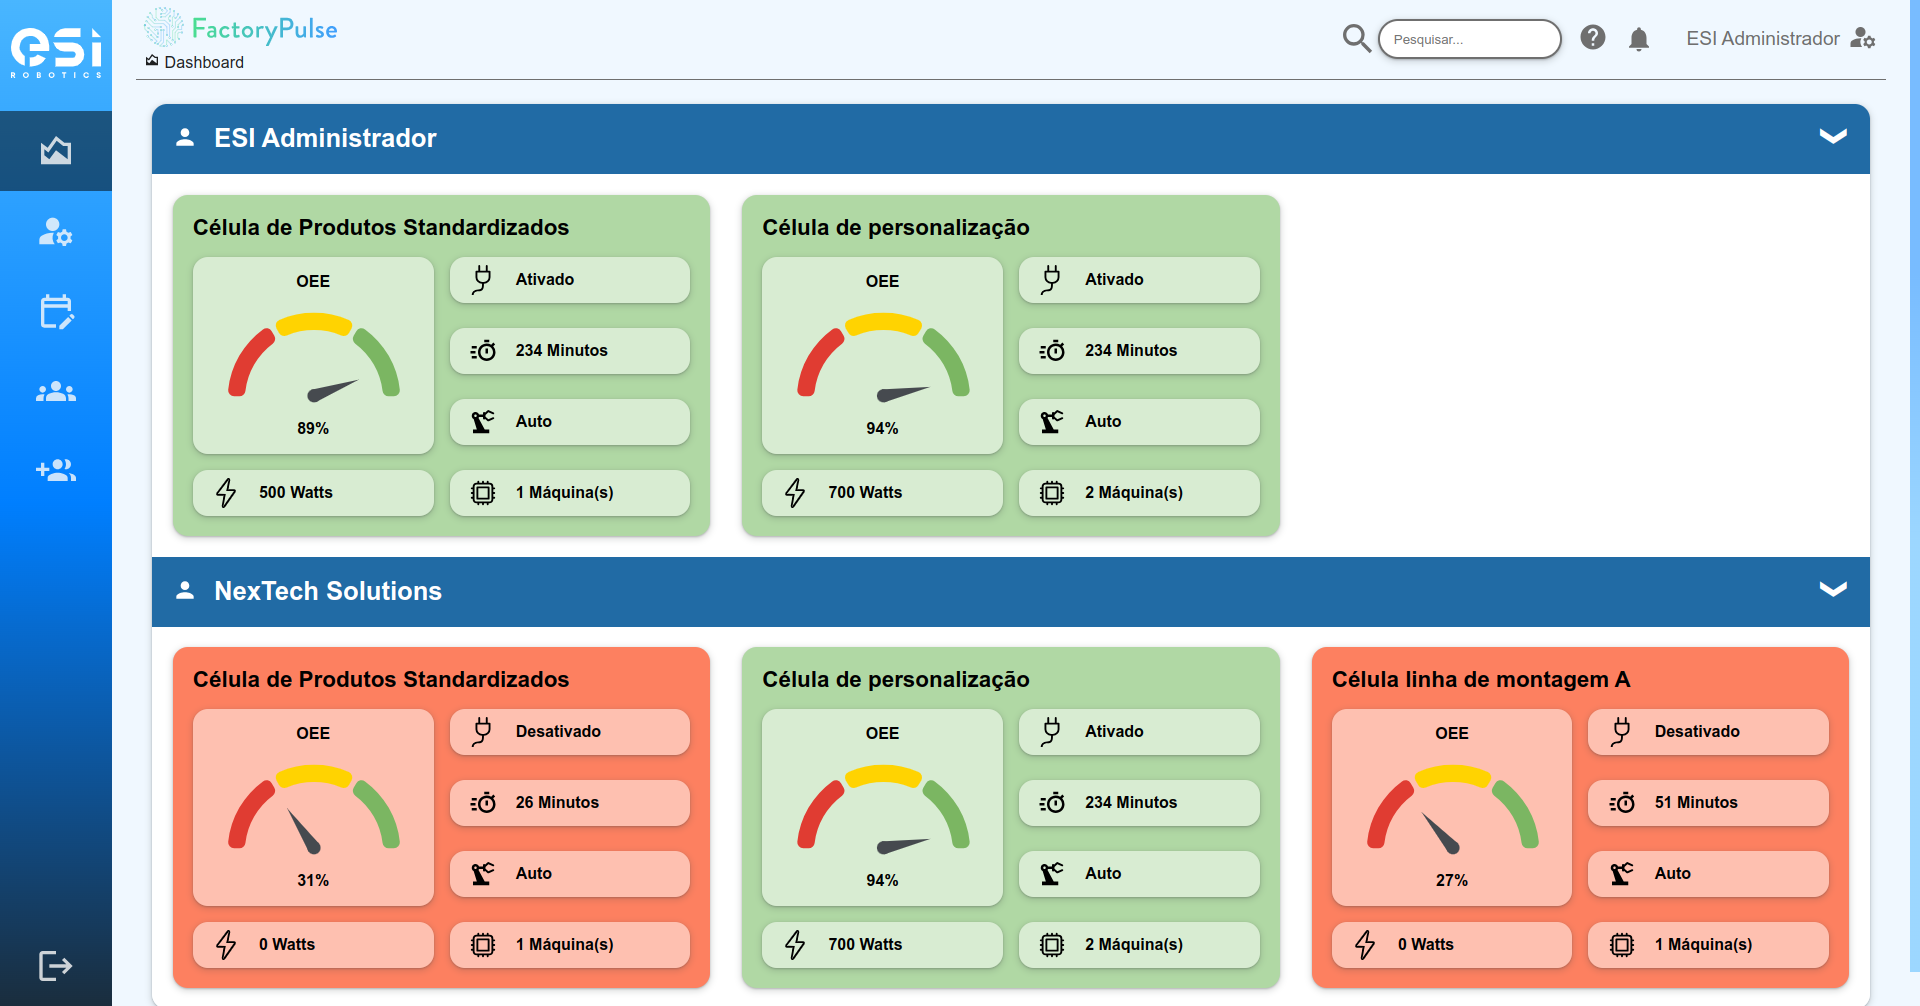 esi
ROBOTICS
FactoryPulse
Dashboard
Pesquisar...
ESI Administrador
ESI Administrador
Célula de Produtos Standardizados
OEE
89%
Ativado
234 Minutos
Auto
500 Watts
1 Máquina(s)
Célula de personalização
OEE
94%
Ativado
234 Minutos
Auto
700 Watts
2 Máquina(s)
NexTech Solutions
Célula de Produtos Standardizados
OEE
31%
Desativado
26 Minutos
Auto
0 Watts
1 Máquina(s)
Célula de personalização
OEE
94%
Ativado
234 Minutos
Auto
700 Watts
2 Máquina(s)
Célula linha de montagem A
OEE
27%
Desativado
51 Minutos
Auto
0 Watts
1 Máquina(s)